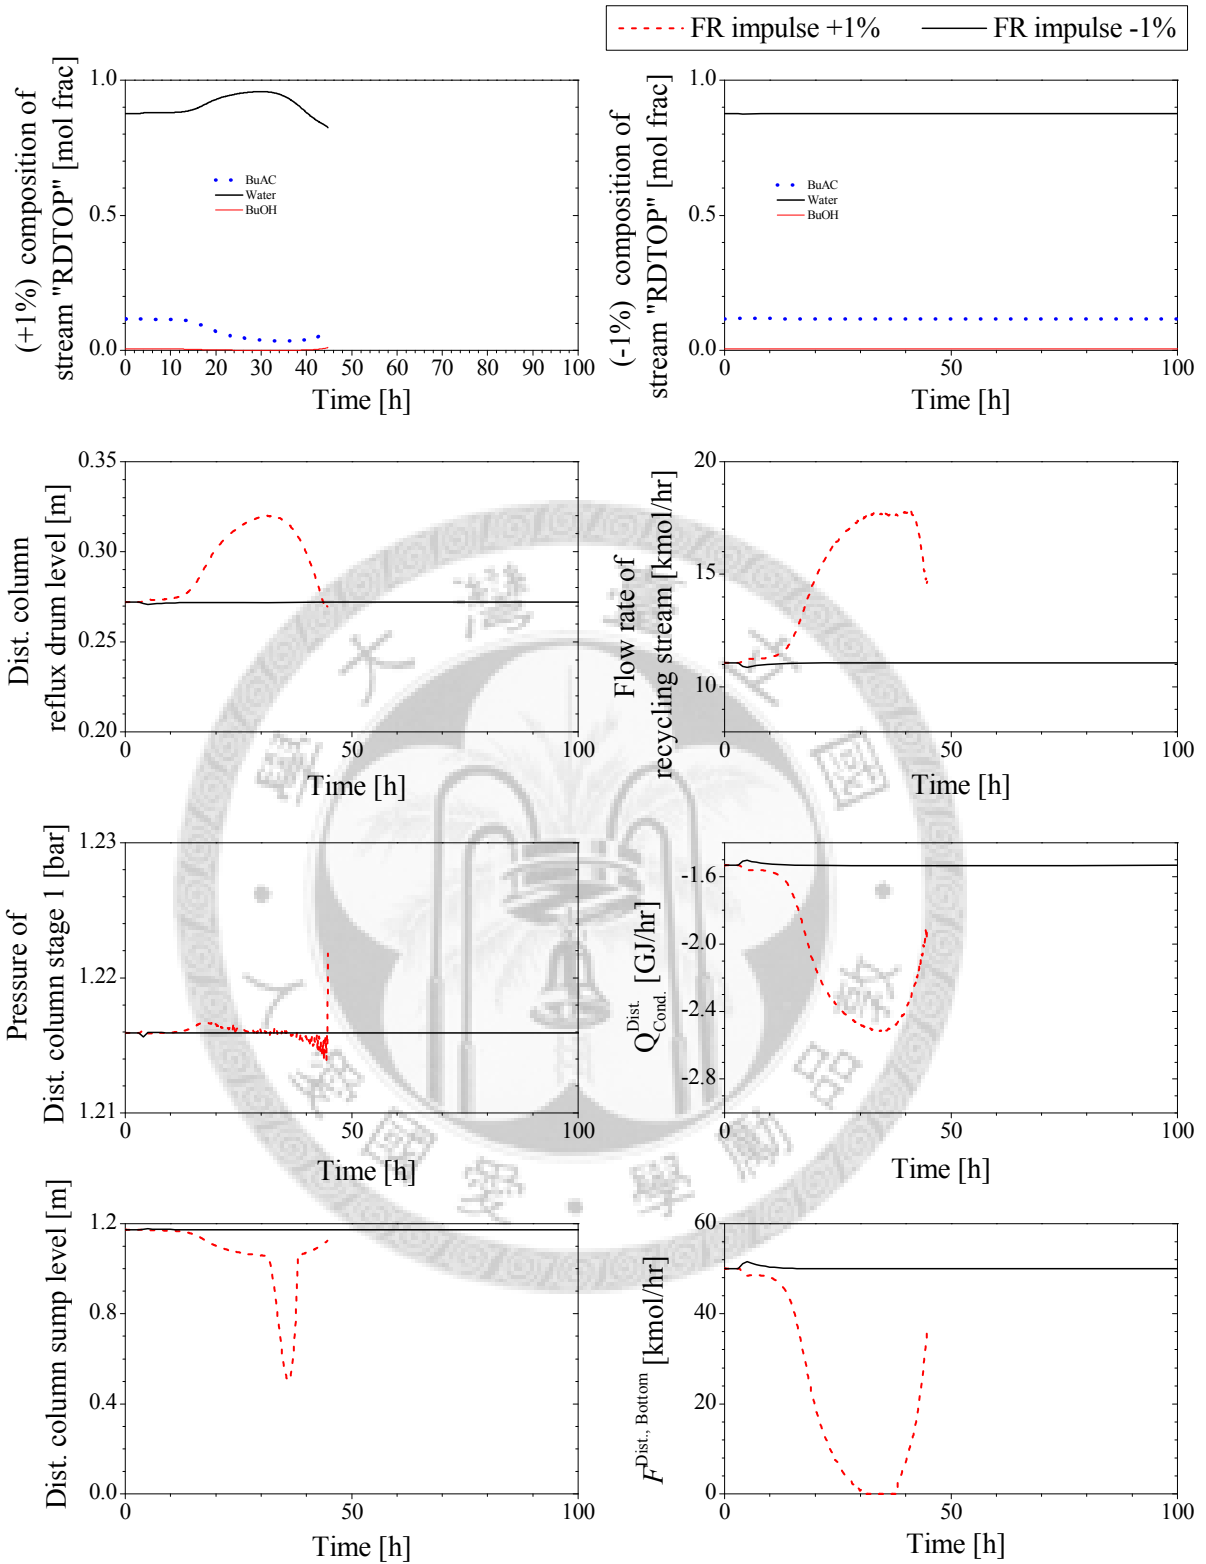 FR impulse +1% FR impulse -1%
(+1%) composition of
stream "RDTOP" [mol frac]
1.0
0.5
0.0
BuAC
Water
BuOH
0 10 20 30 40 50 60 70 80 90 100
Time [h]
(-1%) composition of
stream "RDTOP" [mol frac]
1.0
0.5
0.0
BuAC
Water
BuOH
0 50 100
Time [h]
Dist. column
reflux drum level [m]
0.35
0.30
0.25
0.20
0 50 100
Time [h]
Flow rate of
recycling stream [kmol/hr]
20
15
10
0 50 100
Time [h]
Pressure of
Dist. column stage 1 [bar]
1.23
1.22
1.21
0 50 100
Time [h]
Q Dist. Cond. [GJ/hr]
-1.6
-2.0
-2.4
-2.8
0 50 100
Time [h]
Dist. column sump level [m]
1.2
0.8
0.4
0.0
0 50 100
Time [h]
F Dist., Bottom [kmol/hr]
60
40
20
0
0 50 100
Time [h]